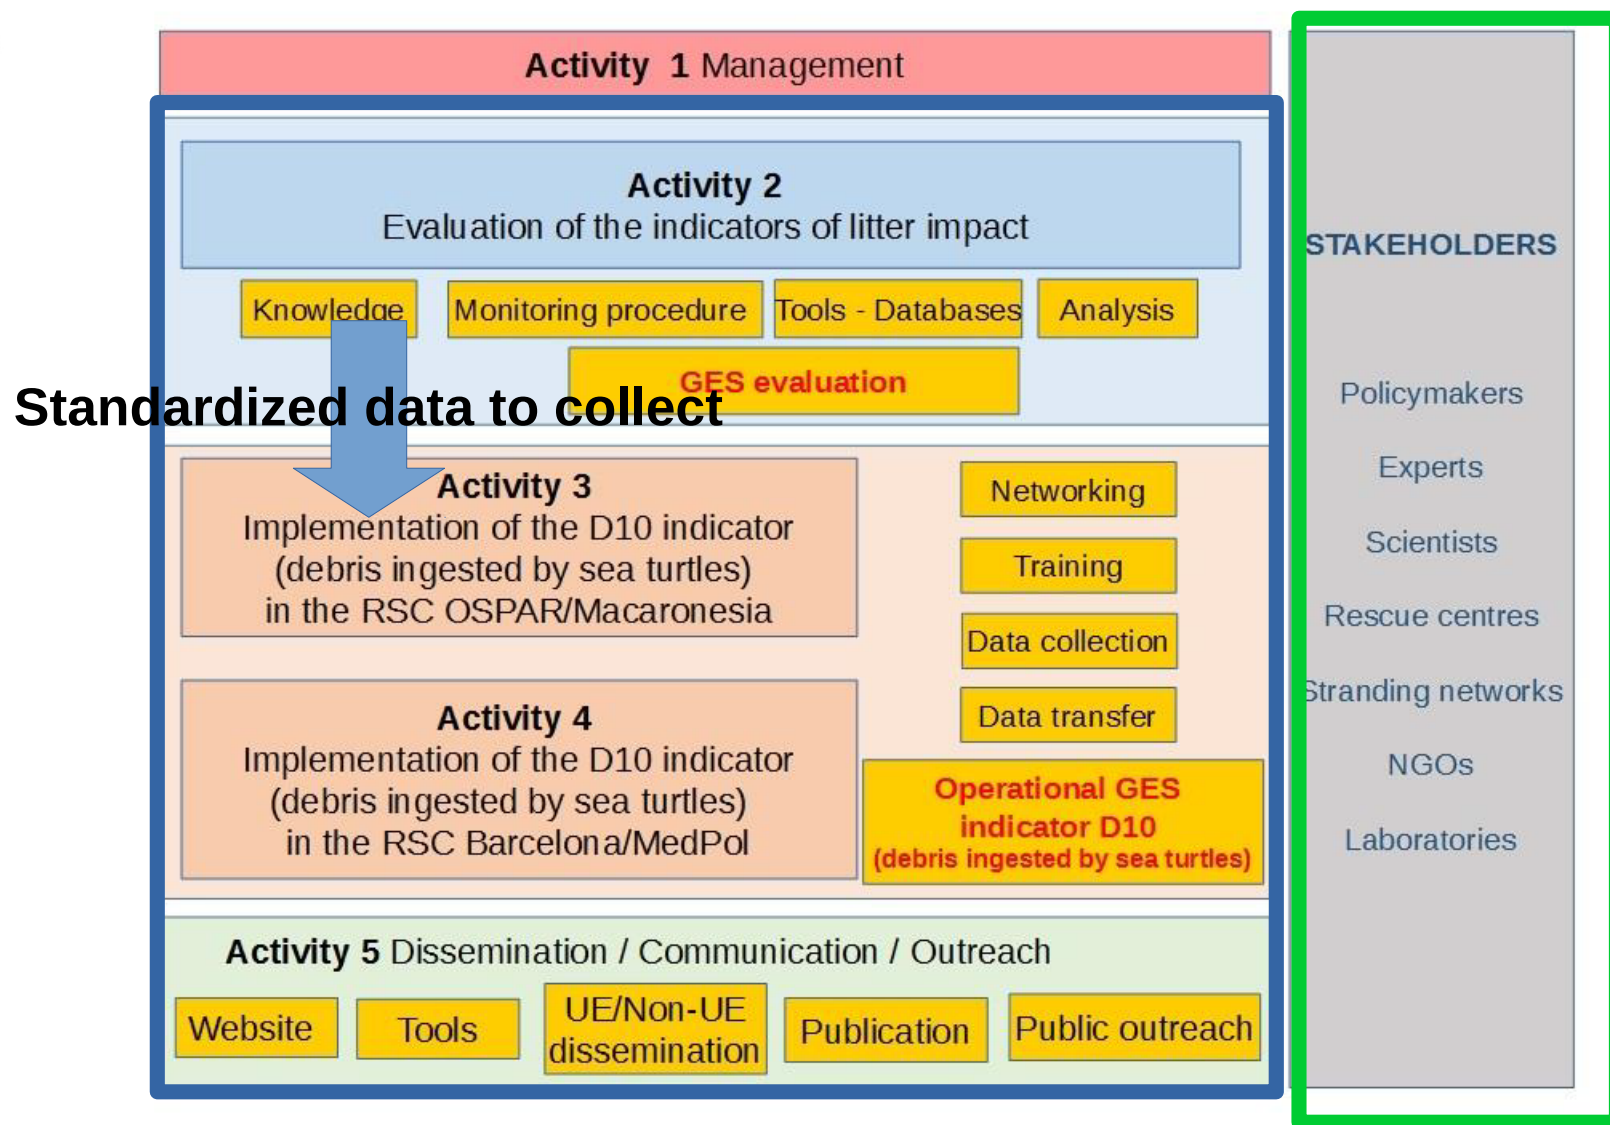 Activity 1 Management
Activity 2
Evaluation of the indicators of litter impact
Knowledge
Monitoring procedure
Tools - Databases
Analysis
GES evaluation
Standardized data to collect
Activity 3
Implementation of the D10 indicator
(debris ingested by sea turtles)
in the RSC OSPAR/Macaronesia
Networking
Training
Data collection
Data transfer
Activity 4
Implementation of the D10 indicator
(debris ingested by sea turtles)
in the RSC Barcelona/MedPol
Operational GES
indicator D10
(debris ingested by sea turtles)
Activity 5 Dissemination / Communication / Outreach
Website
Tools
UE/Non-UE
dissemination
Publication
Public outreach
STAKEHOLDERS
Policymakers
Experts
Scientists
Rescue centres
Stranding networks
NGOs
Laboratories